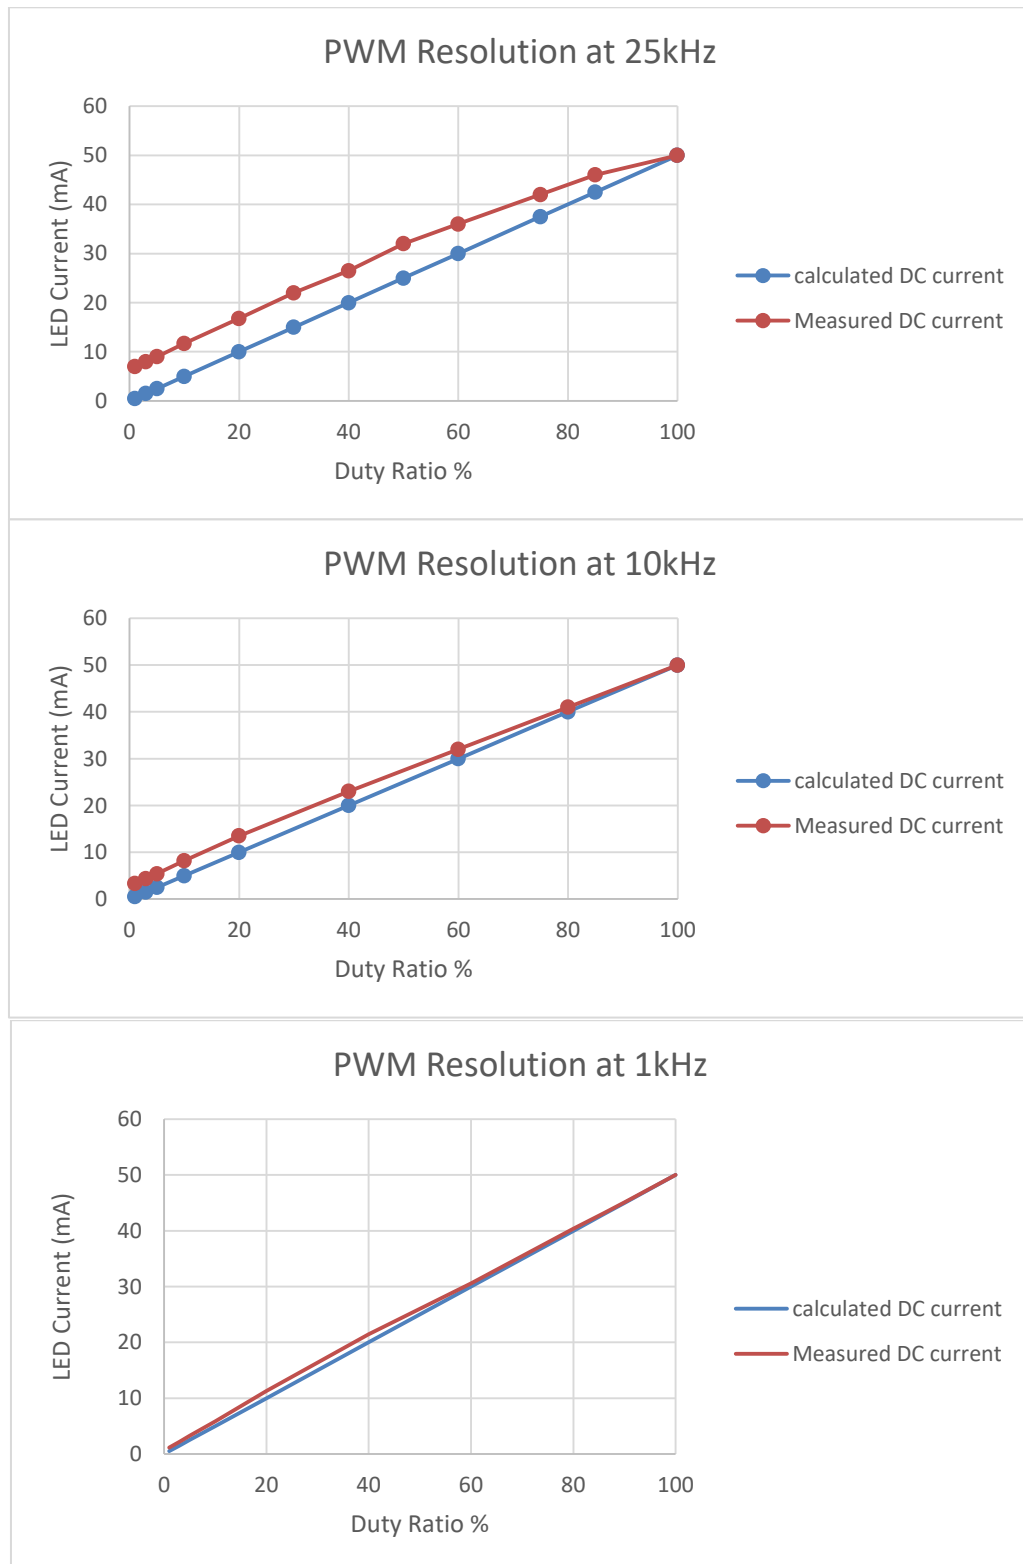 PWM Resolution at 25kHz
60
50
40
30
20
10
0
LED Current (mA)
0 20 40 60 80 100
Duty Ratio %
calculated DC current
Measured DC current
PWM Resolution at 10kHz
60
50
40
30
20
10
0
LED Current (mA)
0 20 40 60 80 100
Duty Ratio %
calculated DC current
Measured DC current
PWM Resolution at 1kHz
60
50
40
30
20
10
0
LED Current (mA)
0 20 40 60 80 100
Duty Ratio %
calculated DC current
Measured DC current